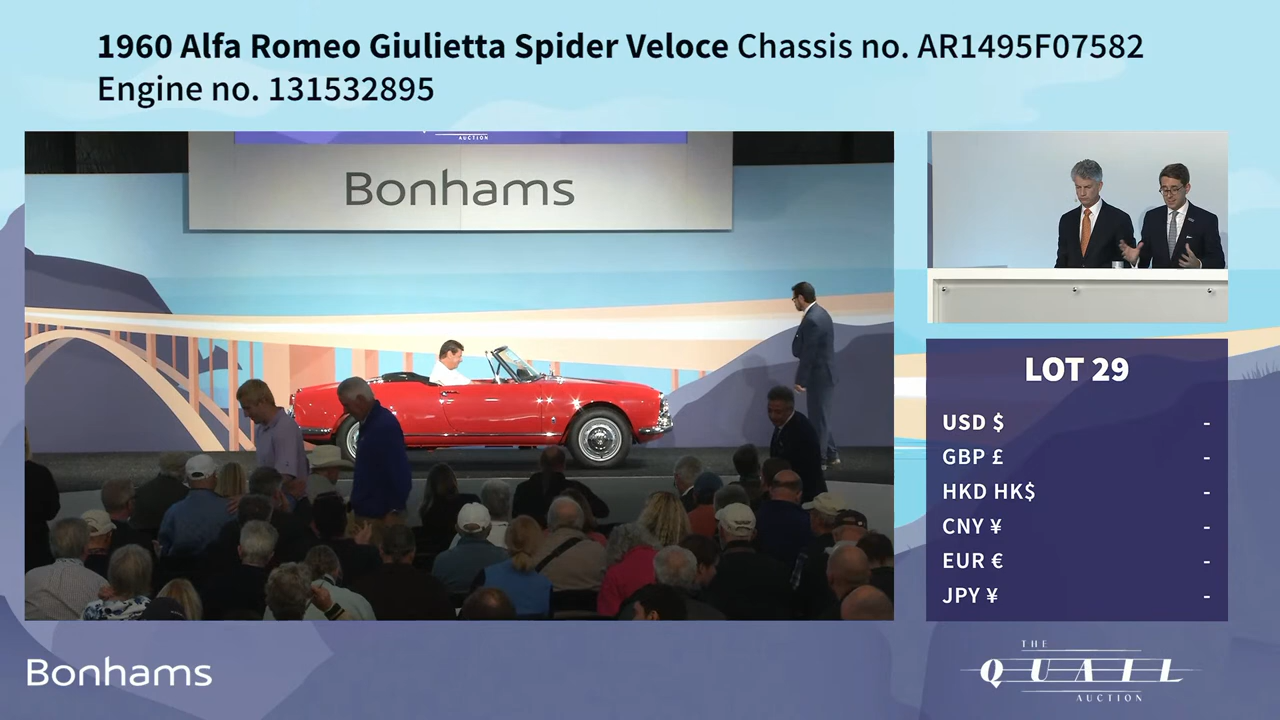 1960 Alfa Romeo Giulietta Spider Veloce Chassis no. AR1495F07582
Engine no. 131532895
AUCTION
Bonhams
LOT 29
USD $ -
GBP £ -
HKD HK$ -
CNY ¥ -
EUR € -
JPY ¥ -
Bonhams
THE
QUAIL
AUCTION